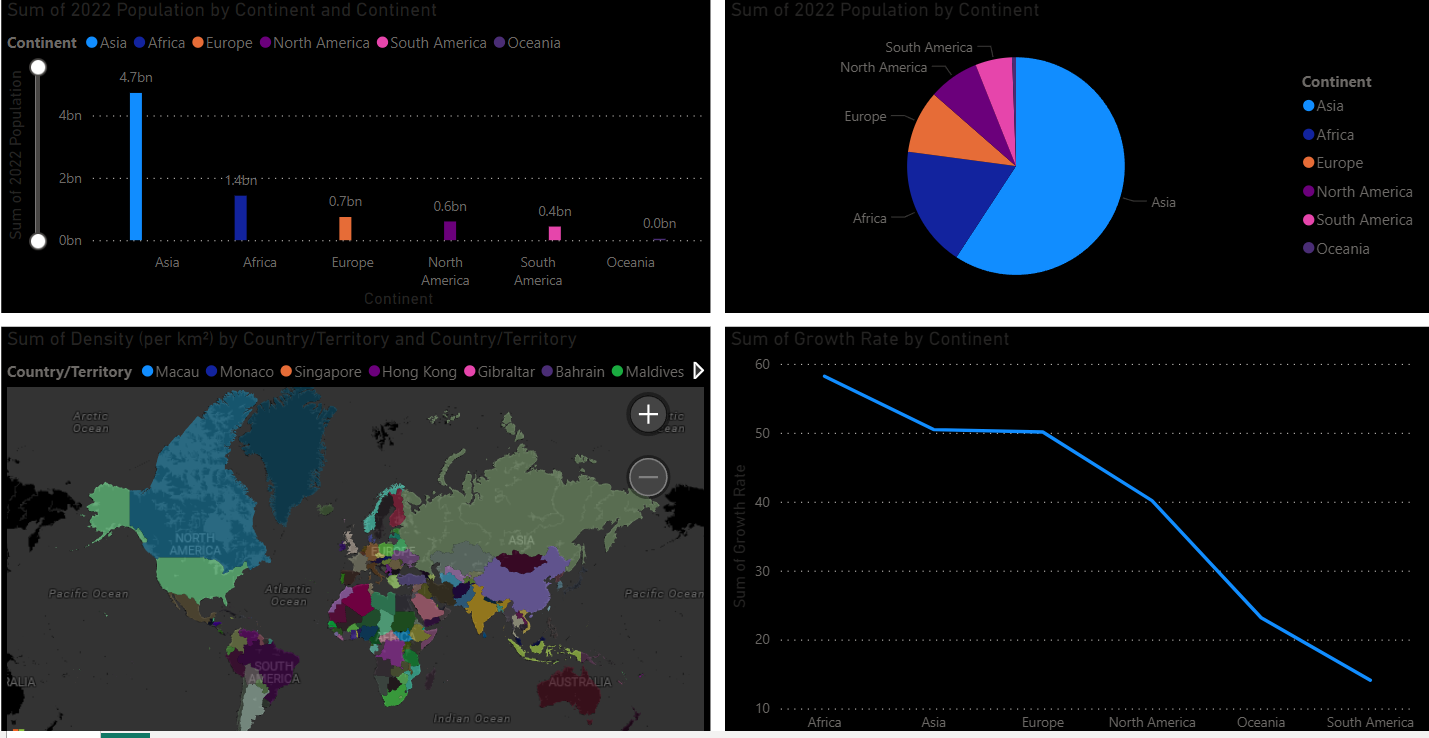 Sum of 2022 Population by Continent and Continent
Continent Asia Africa Europe North America South America Oceania
Sum of 2022 Population
4bn
2bn
0bn
4.7bn
1.4bn
0.7bn
0.6bn
0.4bn
0.0bn
Asia
Africa
Europe
North
America
South
America
Oceania
Continent
Sum of 2022 Population by Continent
South America
North America
Europe
Africa
Asia
Continent
Asia
Africa
Europe
North America
South America
Oceania
Sum of Density (per km²) by Country/Territory and Country/Territory
Country/Territory Macau Monaco Singapore Hong Kong Gibraltar Bahrain Maldives
Arctic
Ocean
tic
ean
NORTH
AMERICA
EUROPE
ASIA
Pacific Ocean
Atlantic
Ocean
Pacific Ocean
AFRICA
SOUTH
AMERICA
RALIA
AUSTRALIA
Indian Ocean
Sum of Growth Rate by Continent
Sum of Growth Rate
60
50
40
30
20
10
Africa
Asia
Europe
North America
Oceania
South America